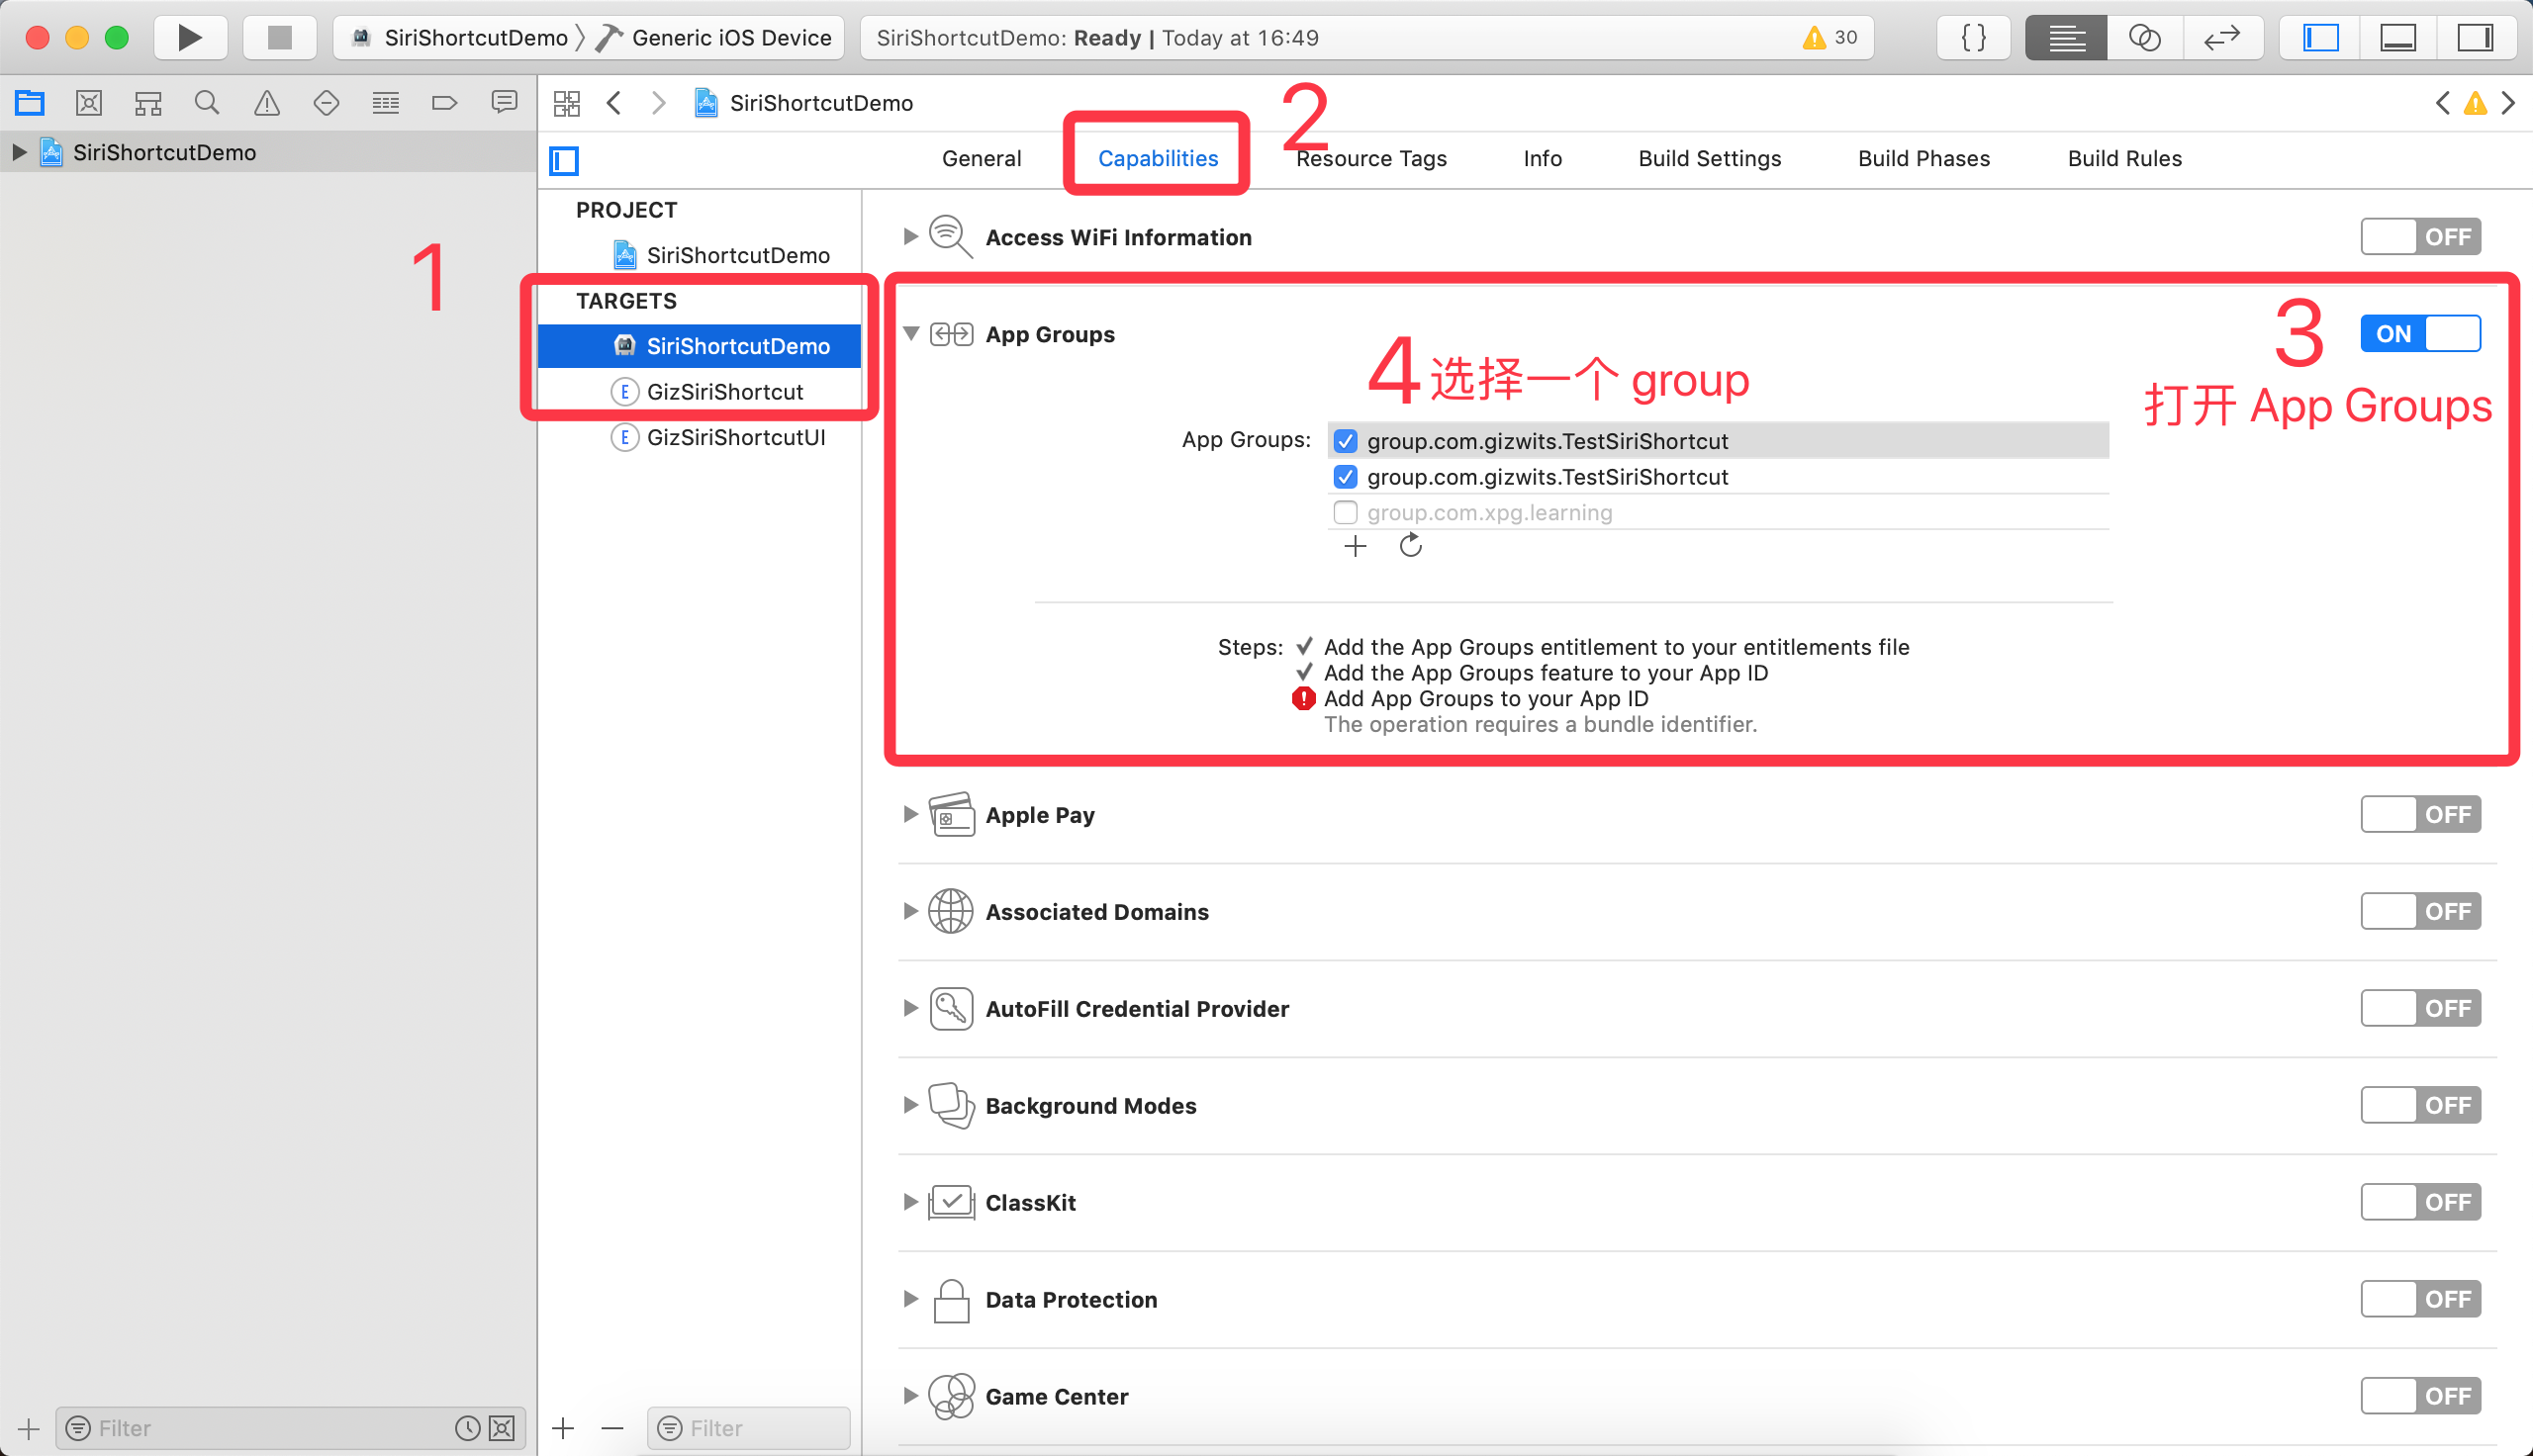 SiriShortcutDemo 〉 Generic iOS Device
SiriShortcutDemo: Ready | Today at 16:49
30
{ }
SiriShortcutDemo
SiriShortcutDemo
2
General
Capabilities
Resource Tags
Info
Build Settings
Build Phases
Build Rules
1
PROJECT
SiriShortcutDemo
TARGETS
SiriShortcutDemo
E GizSiriShortcut
E GizSiriShortcutUI
Access WiFi Information
OFF
App Groups
ON
3
打开 App Groups
4 选择一个 group
App Groups:
group.com.gizwits.TestSiriShortcut
group.com.gizwits.TestSiriShortcut
group.com.xpg.learning
Steps:
Add the App Groups entitlement to your entitlements file
Add the App Groups feature to your App ID
Add App Groups to your App ID
The operation requires a bundle identifier.
Apple Pay
OFF
Associated Domains
OFF
AutoFill Credential Provider
OFF
Background Modes
OFF
ClassKit
OFF
Data Protection
OFF
Game Center
OFF
Filter
Filter